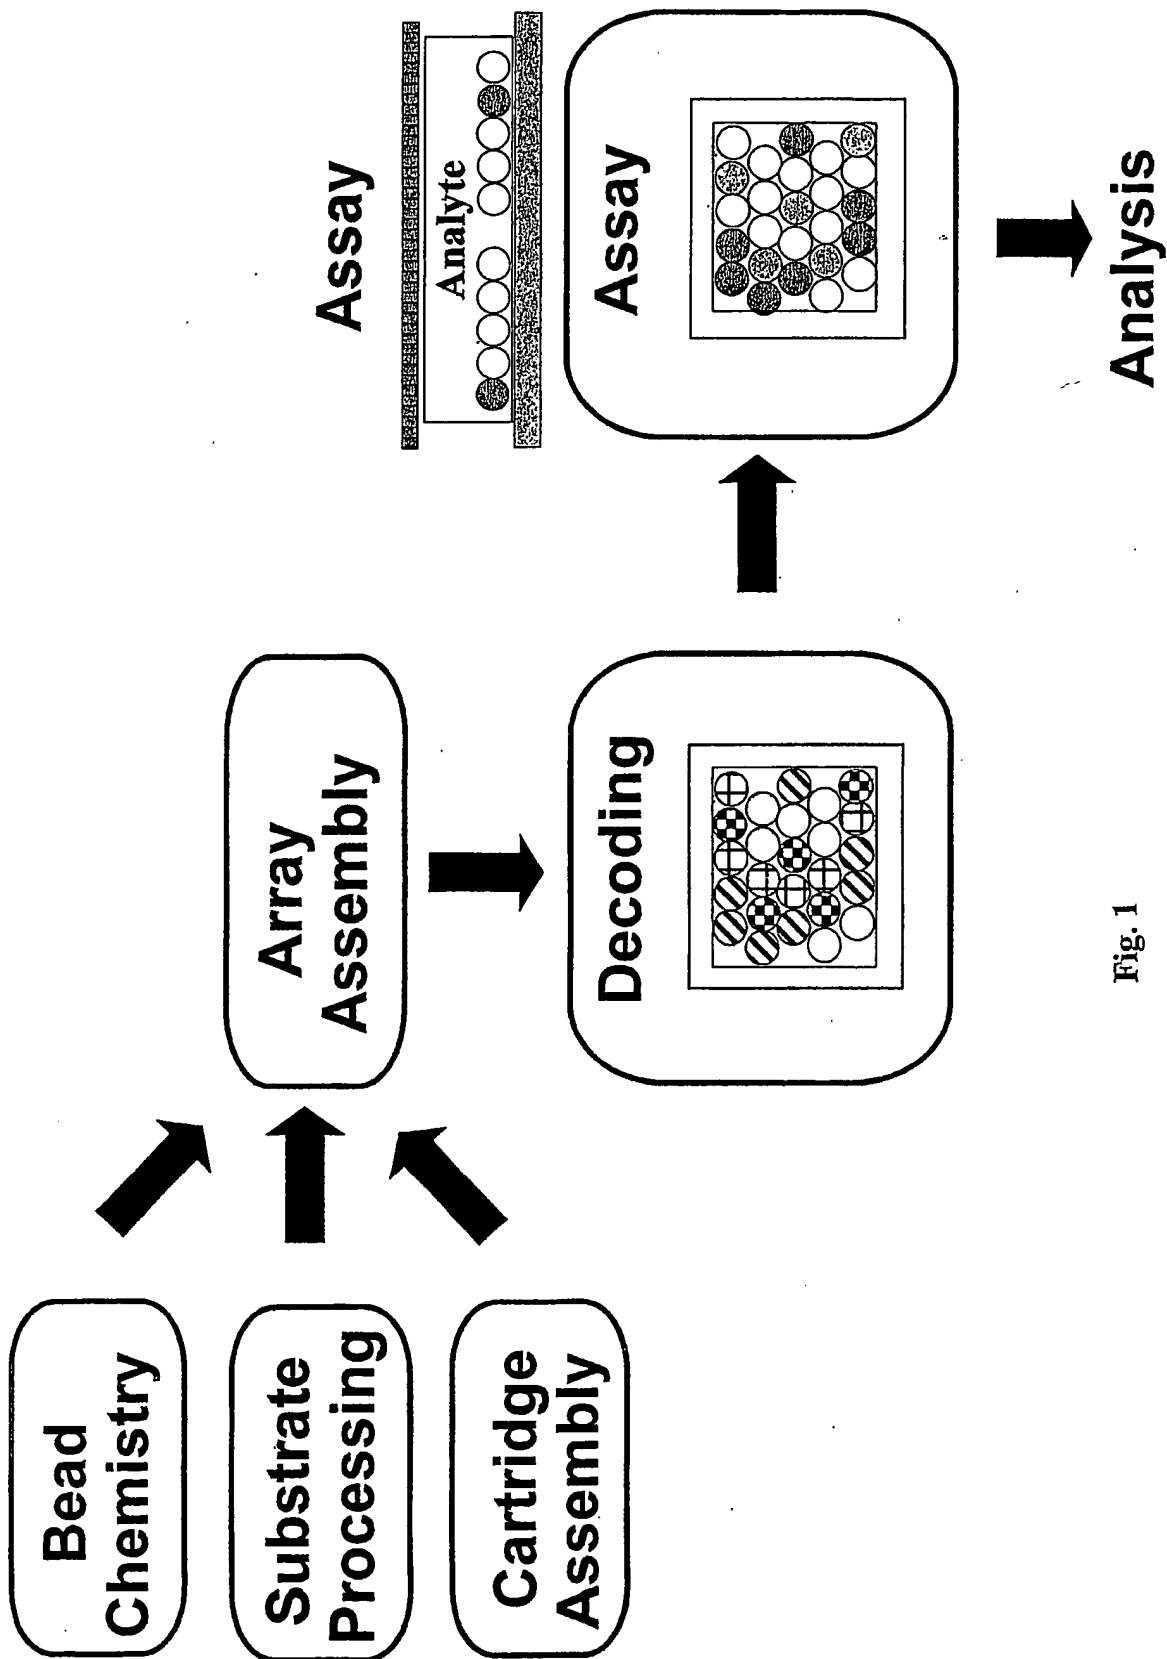 Bead
Chemistry
Substrate
Processing
Cartridge
Assembly
Array
Assembly
Decoding
Assay
Analyte
Assay
Analysis
Fig. 1